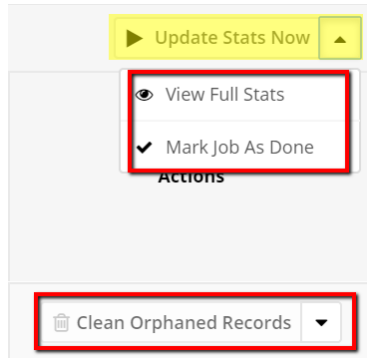 Update Stats Now
View Full Stats
Mark Job As Done
Actions
Clean Orphaned Records